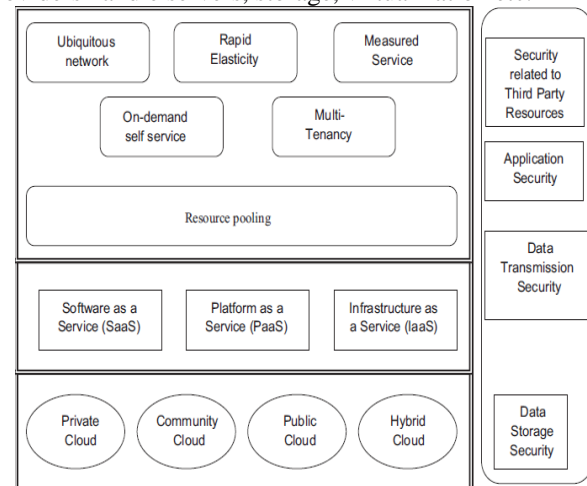 Ubiquitous
network
Rapid
Elasticity
Measured
Service
On-demand
self service
Multi-
Tenancy
Resource pooling
Software as a
Service (SaaS)
Platform as a
Service (PaaS)
Infrastructure as
a Service (IaaS)
Private
Cloud
Community
Cloud
Public
Cloud
Hybrid
Cloud
Security
related to
Third Party
Resources
Application
Security
Data
Transmission
Security
Data
Storage
Security